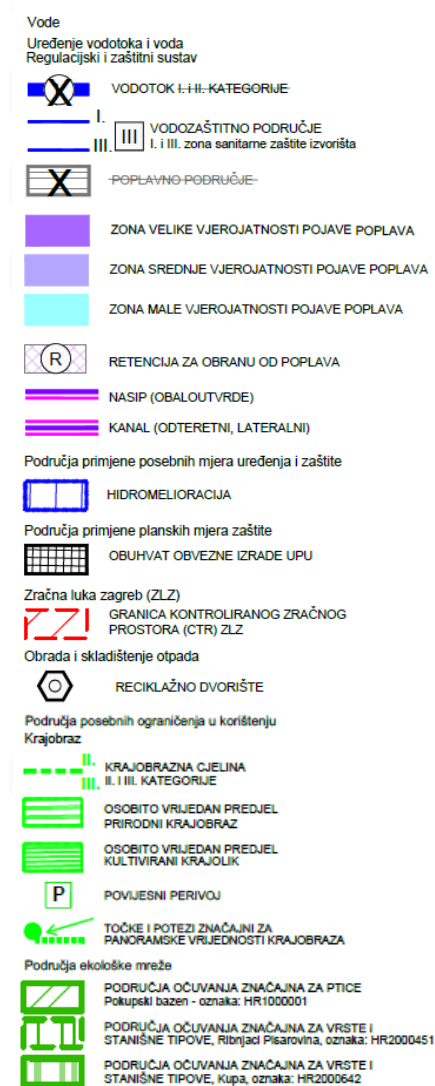 Vode
Uređenje vodotoka i voda
Regulacijski i zaštitni sustav
X
VODOTOK I. i II. KATEGORIJE
I.
III.
III
VODOZAŠTITNO PODRUČJE
I. i III. zona sanitarne zaštite izvorišta
X
POPLAVNO PODRUČJE
ZONA VELIKE VJEROJATNOSTI POJAVE POPLAVA
ZONA SREDNJE VJEROJATNOSTI POJAVE POPLAVA
ZONA MALE VJEROJATNOSTI POJAVE POPLAVA
R
RETENCIJA ZA OBRANU OD POPLAVA
NASIP (OBALOUTVRDE)
KANAL (ODTERETNI, LATERALNI)
Područja primjene posebnih mjera uređenja i zaštite
HIDROMELIORACIJA
Područja primjene planskih mjera zaštite
OBUHVAT OBVEZNE IZRADE UPU
Zračna luka zagreb (ZLZ)
GRANICA KONTROLIRANOG ZRAČNOG
PROSTORA (CTR) ZLZ
Obrada i skladištenje otpada
RECIKLAŽNO DVORIŠTE
Područja posebnih ograničenja u korištenju
Krajobraz
II.
III.
KRAJOBRAZNA CJELINA
II. I III. KATEGORIJE
OSOBITO VRIJEDAN PREDJEL
PRIRODNI KRAJOBRAZ
OSOBITO VRIJEDAN PREDJEL
KULTIVIRANI KRAJOLIK
P
POVIJESNI PERIVOJ
TOČKE I POTEZI ZNAČAJNI ZA
PANORAMSKE VRIJEDNOSTI KRAJOBRAZA
Područja ekološke mreže
PODRUČJA OČUVANJA ZNAČAJNA ZA PTICE
Pokupski bazen - oznaka: HR1000001
PODRUČJA OČUVANJA ZNAČAJNA ZA VRSTE I
STANIŠNE TIPOVE, Ribnjaci Pisarovina, oznaka: HR2000451
PODRUČJA OČUVANJA ZNAČAJNA ZA VRSTE I
STANIŠNE TIPOVE, Kupa, oznaka: HR2000642